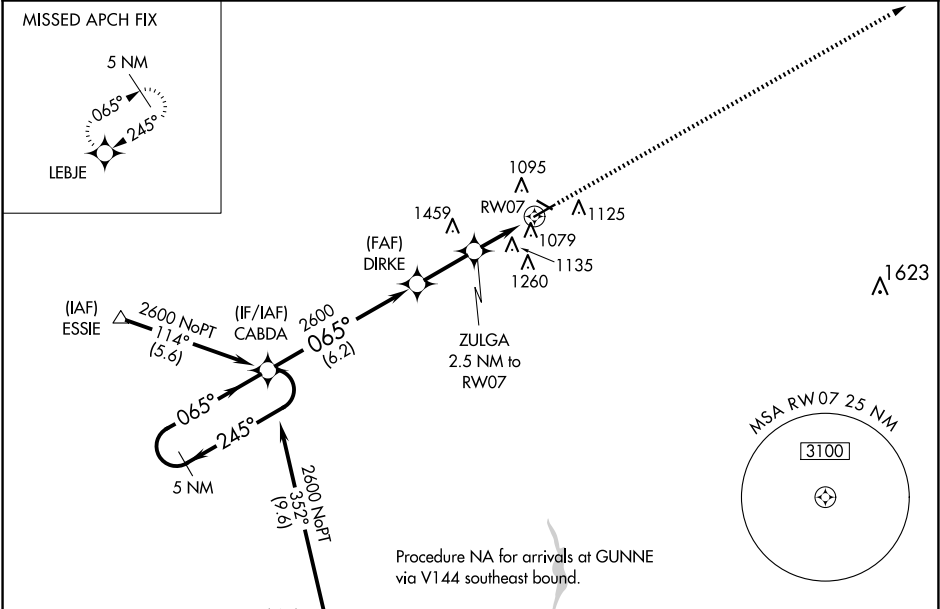 MISSED APCH FIX
5 NM
065°
245°
LEBJE
1095
RW07
1459
1125
1079
1135
1260
(FAF)
DIRKE
1623
(IAF)
ESSIE
2600 NoPT
114°
(5.6)
(IF/IAF)
CABDA
2600
065°
(6.2)
ZULGA
2.5 NM to
RW07
065°
245°
5 NM
2600 NoPT
352°
(9.6)
MSA RW07 25 NM
3100
Procedure NA for arrivals at GUNNE
via V144 southeast bound.